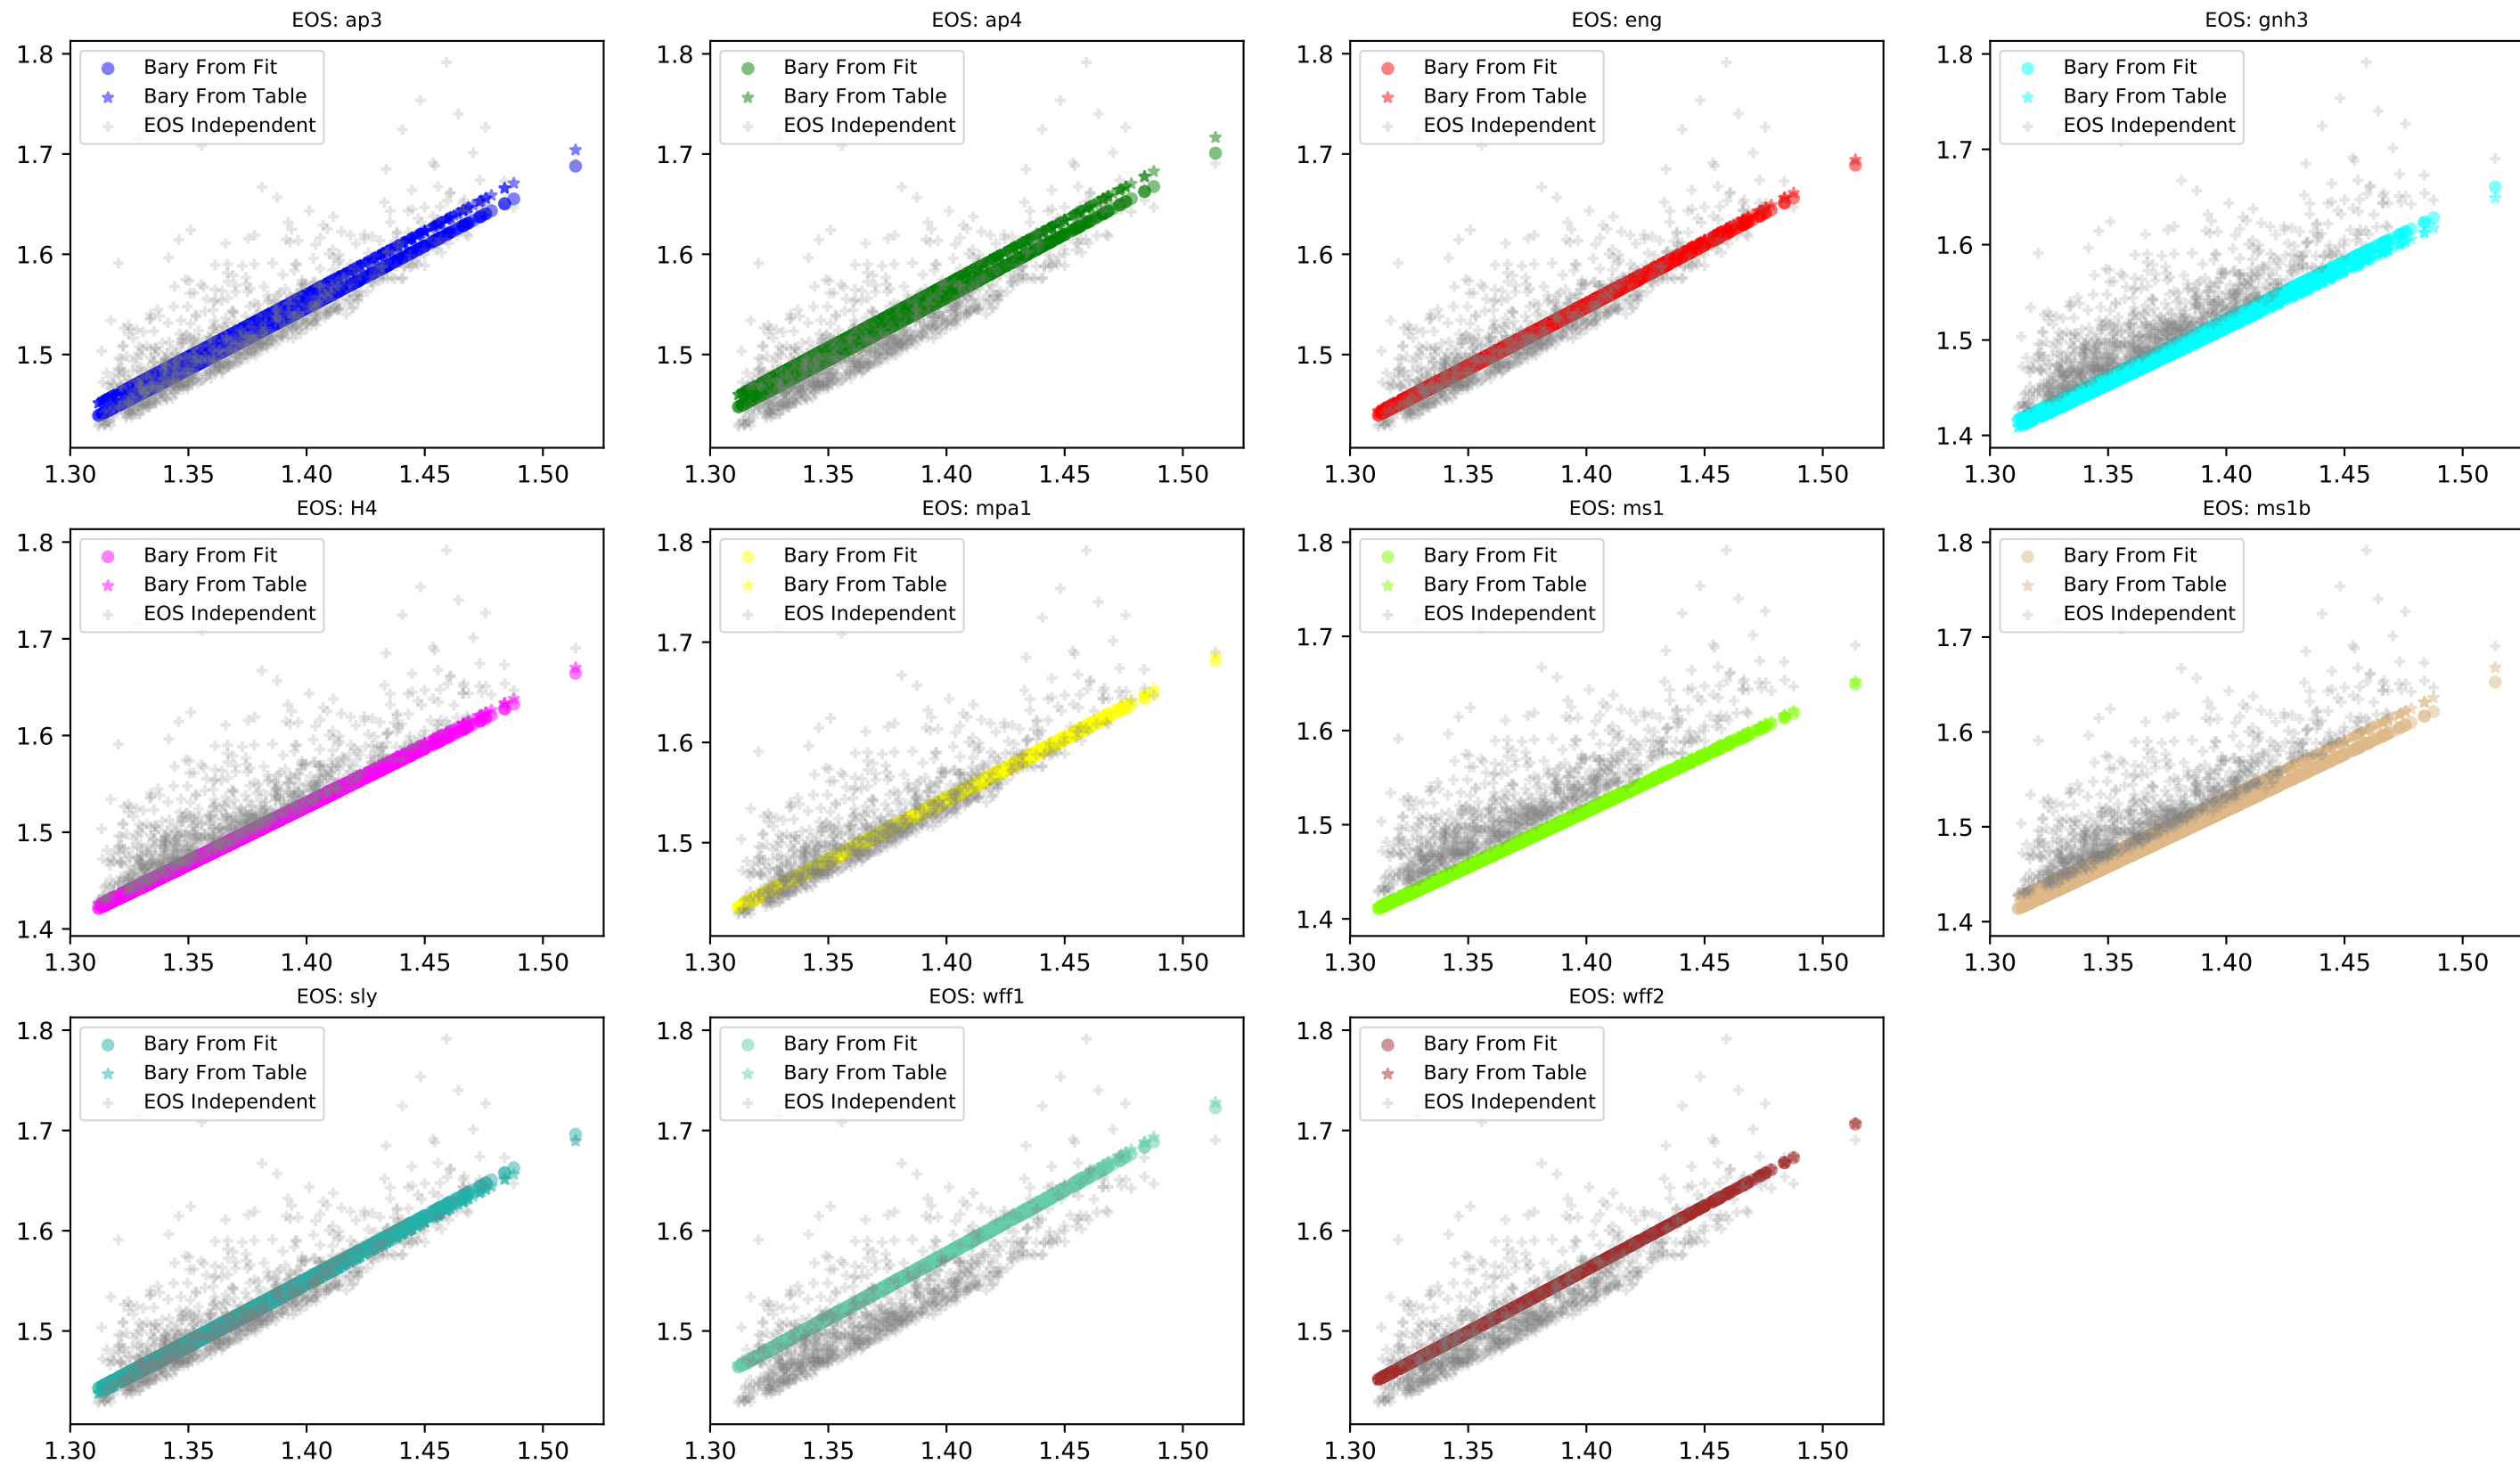 EOS: ap3
1.8
1.7
1.6
1.5
Bary From Fit
Bary From Table
EOS Independent
1.30 1.35 1.40 1.45 1.50
EOS: ap4
1.8
1.7
1.6
1.5
Bary From Fit
Bary From Table
EOS Independent
1.30 1.35 1.40 1.45 1.50
EOS: eng
1.8
1.7
1.6
1.5
Bary From Fit
Bary From Table
EOS Independent
1.30 1.35 1.40 1.45 1.50
EOS: gnh3
1.8
1.7
1.6
1.5
1.4
Bary From Fit
Bary From Table
EOS Independent
1.30 1.35 1.40 1.45 1.50
EOS: H4
1.8
1.7
1.6
1.5
1.4
Bary From Fit
Bary From Table
EOS Independent
1.30 1.35 1.40 1.45 1.50
EOS: mpa1
1.8
1.7
1.6
1.5
Bary From Fit
Bary From Table
EOS Independent
1.30 1.35 1.40 1.45 1.50
EOS: ms1
1.8
1.7
1.6
1.5
1.4
Bary From Fit
Bary From Table
EOS Independent
1.30 1.35 1.40 1.45 1.50
EOS: ms1b
1.8
1.7
1.6
1.5
1.4
Bary From Fit
Bary From Table
EOS Independent
1.30 1.35 1.40 1.45 1.50
EOS: sly
1.8
1.7
1.6
1.5
Bary From Fit
Bary From Table
EOS Independent
1.30 1.35 1.40 1.45 1.50
EOS: wff1
1.8
1.7
1.6
1.5
Bary From Fit
Bary From Table
EOS Independent
1.30 1.35 1.40 1.45 1.50
EOS: wff2
1.8
1.7
1.6
1.5
Bary From Fit
Bary From Table
EOS Independent
1.30 1.35 1.40 1.45 1.50